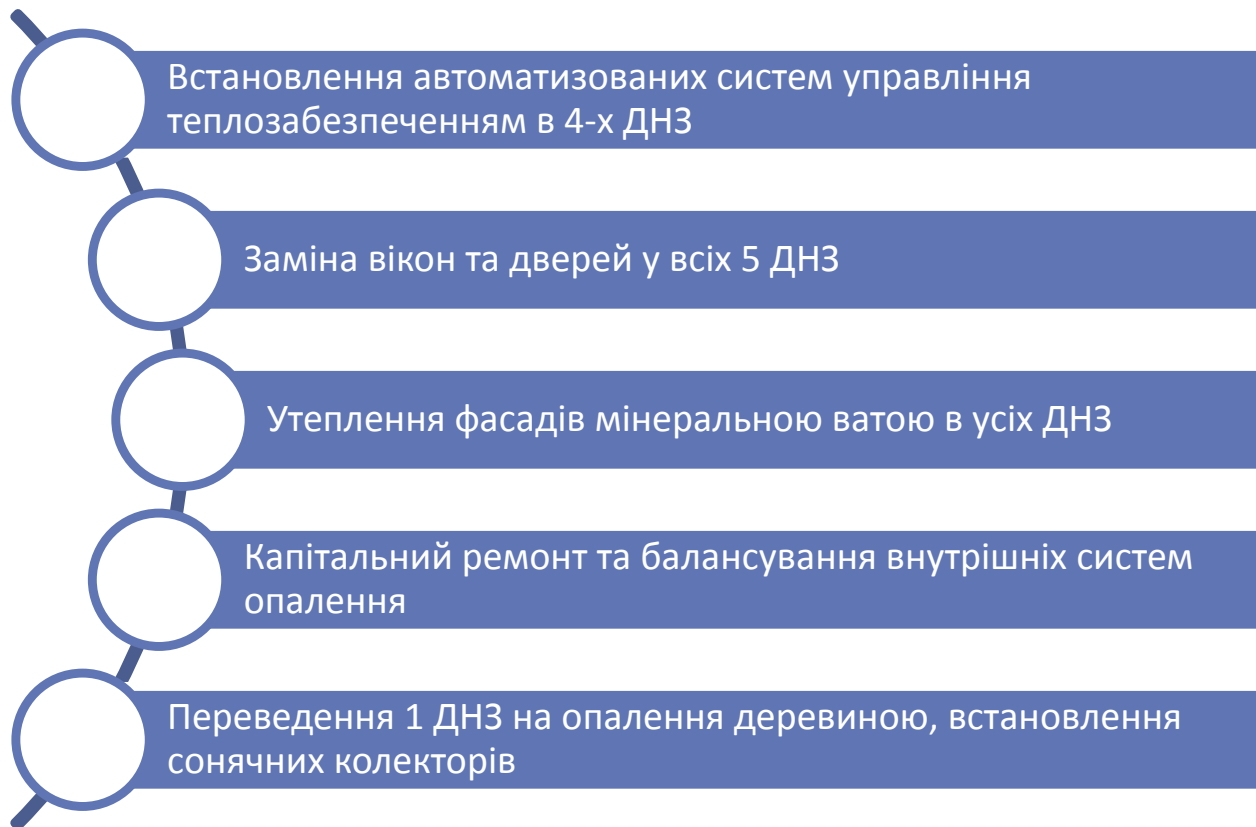 Встановлення автоматизованих систем управління
теплозабезпеченням в 4-х ДНЗ
Заміна вікон та дверей у всіх 5 ДНЗ
Утеплення фасадів мінеральною ватою в усіх ДНЗ
Капітальний ремонт та балансування внутрішніх систем
опалення
Переведення 1 ДНЗ на опалення деревиною, встановлення
сонячних колекторів